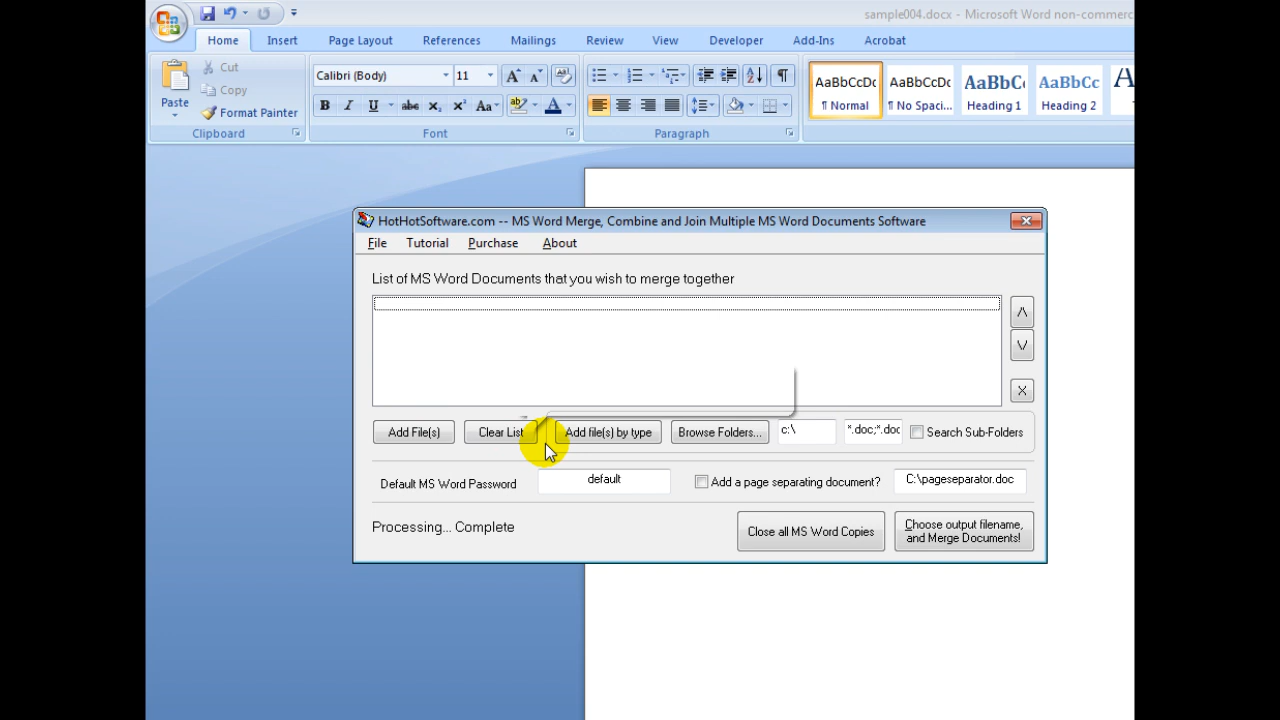 sample004.docx - Microsoft Word non-commerc
Home Insert Page Layout References Mailings Review View Developer Add-Ins Acrobat
Paste
Cut
Copy
Format Painter
Clipboard
Calibri (Body) 11
B I U abc x₂ x² Aa
ab A
Font
Paragraph
AaBbCcDc AaBbCcDc AaBbC AaBbCc
¶ Normal ¶ No Spaci... Heading 1 Heading 2
HotHotSoftware.com -- MS Word Merge, Combine and Join Multiple MS Word Documents Software
File Tutorial Purchase About
List of MS Word Documents that you wish to merge together
Add File(s) Clear List Add file(s) by type Browse Folders... c:\ *.doc;*.doc Search Sub-Folders
Default MS Word Password default Add a page separating document? C:\pageseparator.doc
Processing... Complete
Close all MS Word Copies
Choose output filename,
and Merge Documents!